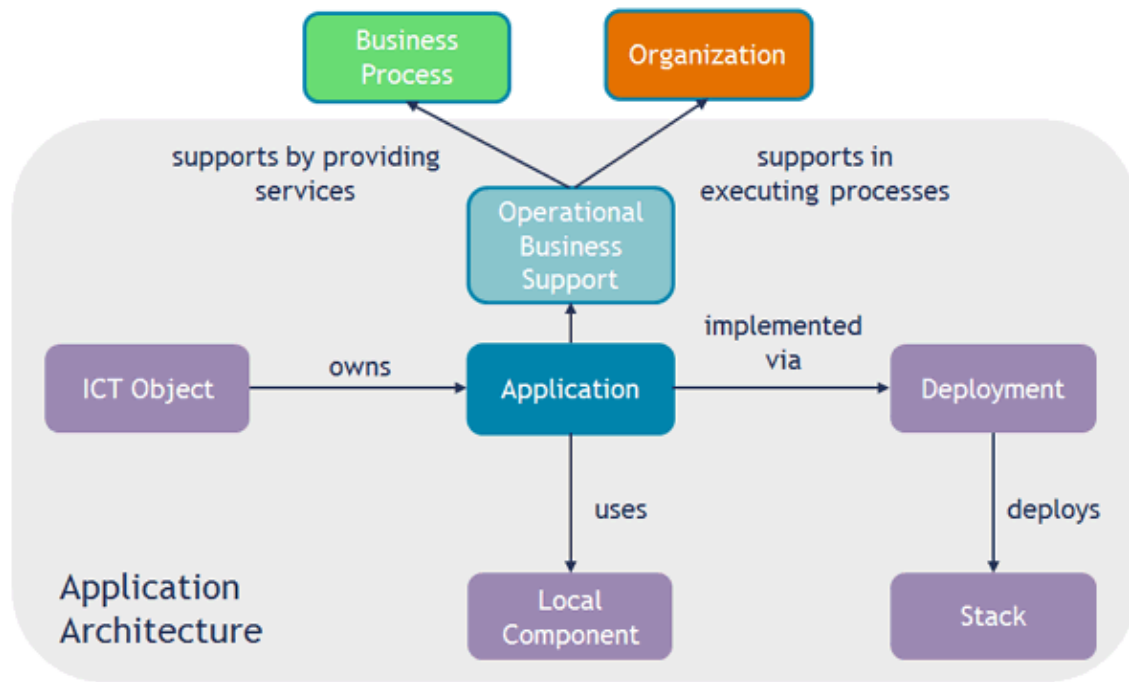 Business
Process
Organization
supports by providing
services
supports in
executing processes
Operational
Business
Support
implemented
via
ICT Object
owns
Application
Deployment
uses
deploys
Application
Architecture
Local
Component
Stack